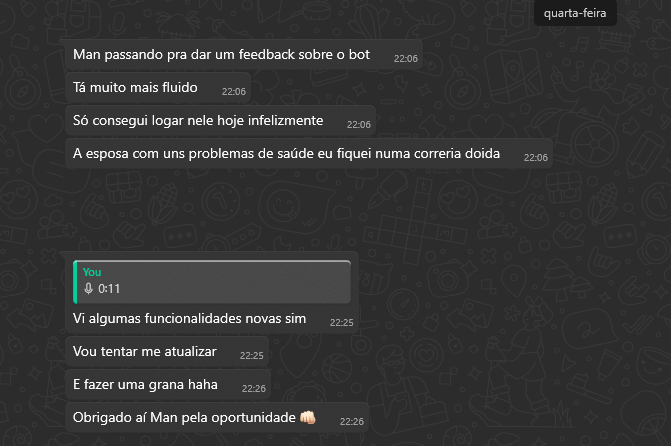 quarta-feira
Man passando pra dar um feedback sobre o bot 22:06
Tá muito mais fluido 22:06
Só consegui logar nele hoje infelizmente 22:06
A esposa com uns problemas de saúde eu fiquei numa correria doida 22:06
You
0:11
Vi algumas funcionalidades novas sim 22:25
Vou tentar me atualizar 22:25
E fazer uma grana haha 22:26
Obrigado aí Man pela oportunidade 👊🏻 22:26